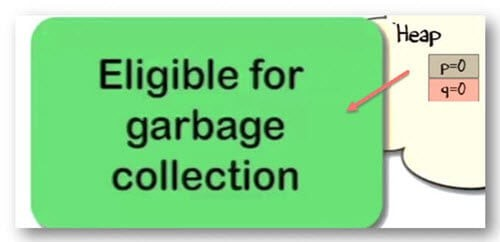 Eligible for
garbage
collection
Heap
p=0
q=0